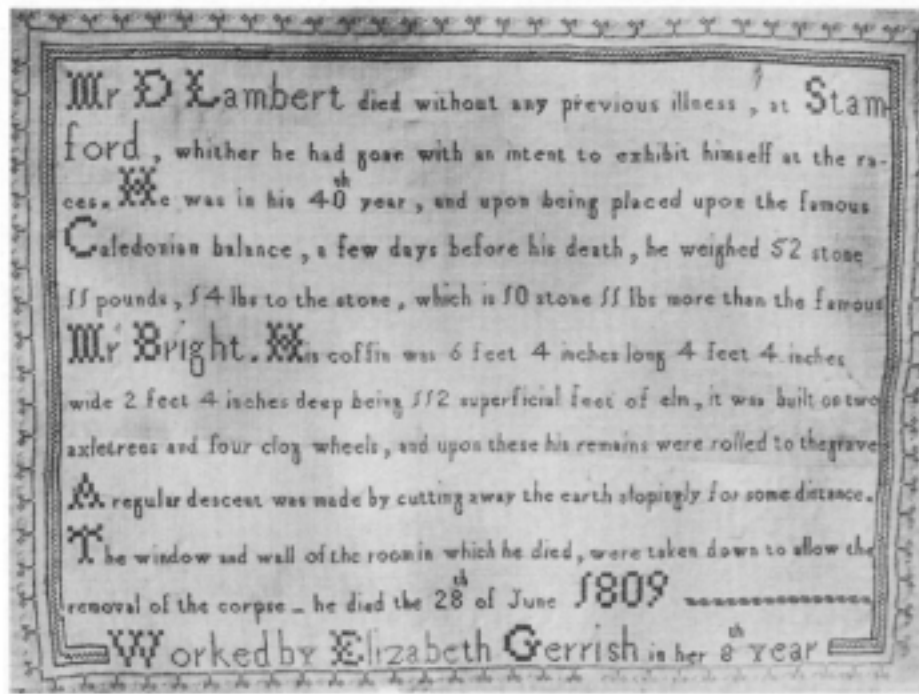 Mr D Lambert died without any previous illness, at Stam
ford, whither he had gone with an intent to exhibit himself at the ra-
ces. He was in his 40th year, and upon being placed upon the famous
Caledonian balance, a few days before his death, he weighed 52 stone
11 pounds, 14 lbs to the stone, which is 10 stone 11 lbs more than the famous
Mr Bright. His coffin was 6 feet 4 inches long 4 feet 4 inches
wide 2 feet 4 inches deep being 112 superficial feet of elm, it was built on two
axletrees and four clog wheels, and upon these his remains were rolled to the grave
A regular descent was made by cutting away the earth slopingly for some distance.
The window and wall of the room in which he died, were taken down to allow the
removal of the corpse _ he died the 28th of June 1809
Worked by Elizabeth Gerrish in her 8th Year